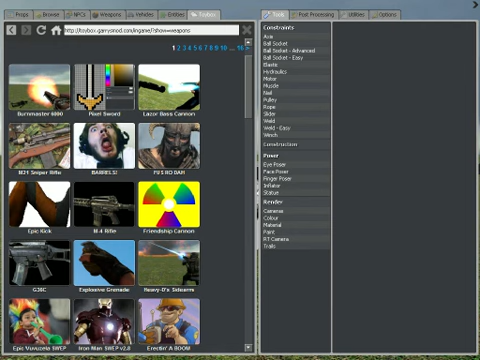 Props Browse NPCs Weapons Vehicles Entities Toybox
Tools Post Processing Utilities Options
http://toybox.garrysmod.com/ingame/?show=weapons
1 2 3 4 5 6 7 8 9 10 ... 16 >
Burnmaster 6000
Pixel Sword
Lazor Bass Cannon
M21 Sniper Rifle
BARRELS!
FUS RO DAH
Epic Kick
M-4 Rifle
Friendship Cannon
G36C
Explosive Grenade
Heavy-O's Sidearm
Epic Vuvuzela SWEP
Iron Man SWEP v2.0
Erectin' A BOOM
Constraints
Axis
Ball Socket
Ball Socket - Advanced
Ball Socket - Easy
Elastic
Hydraulics
Motor
Muscle
Nail
Pulley
Rope
Slider
Weld
Weld - Easy
Winch
Construction
Poser
Eye Poser
Face Poser
Finger Poser
Inflator
Statue
Render
Cameras
Colour
Material
Paint
RT Camera
Trails